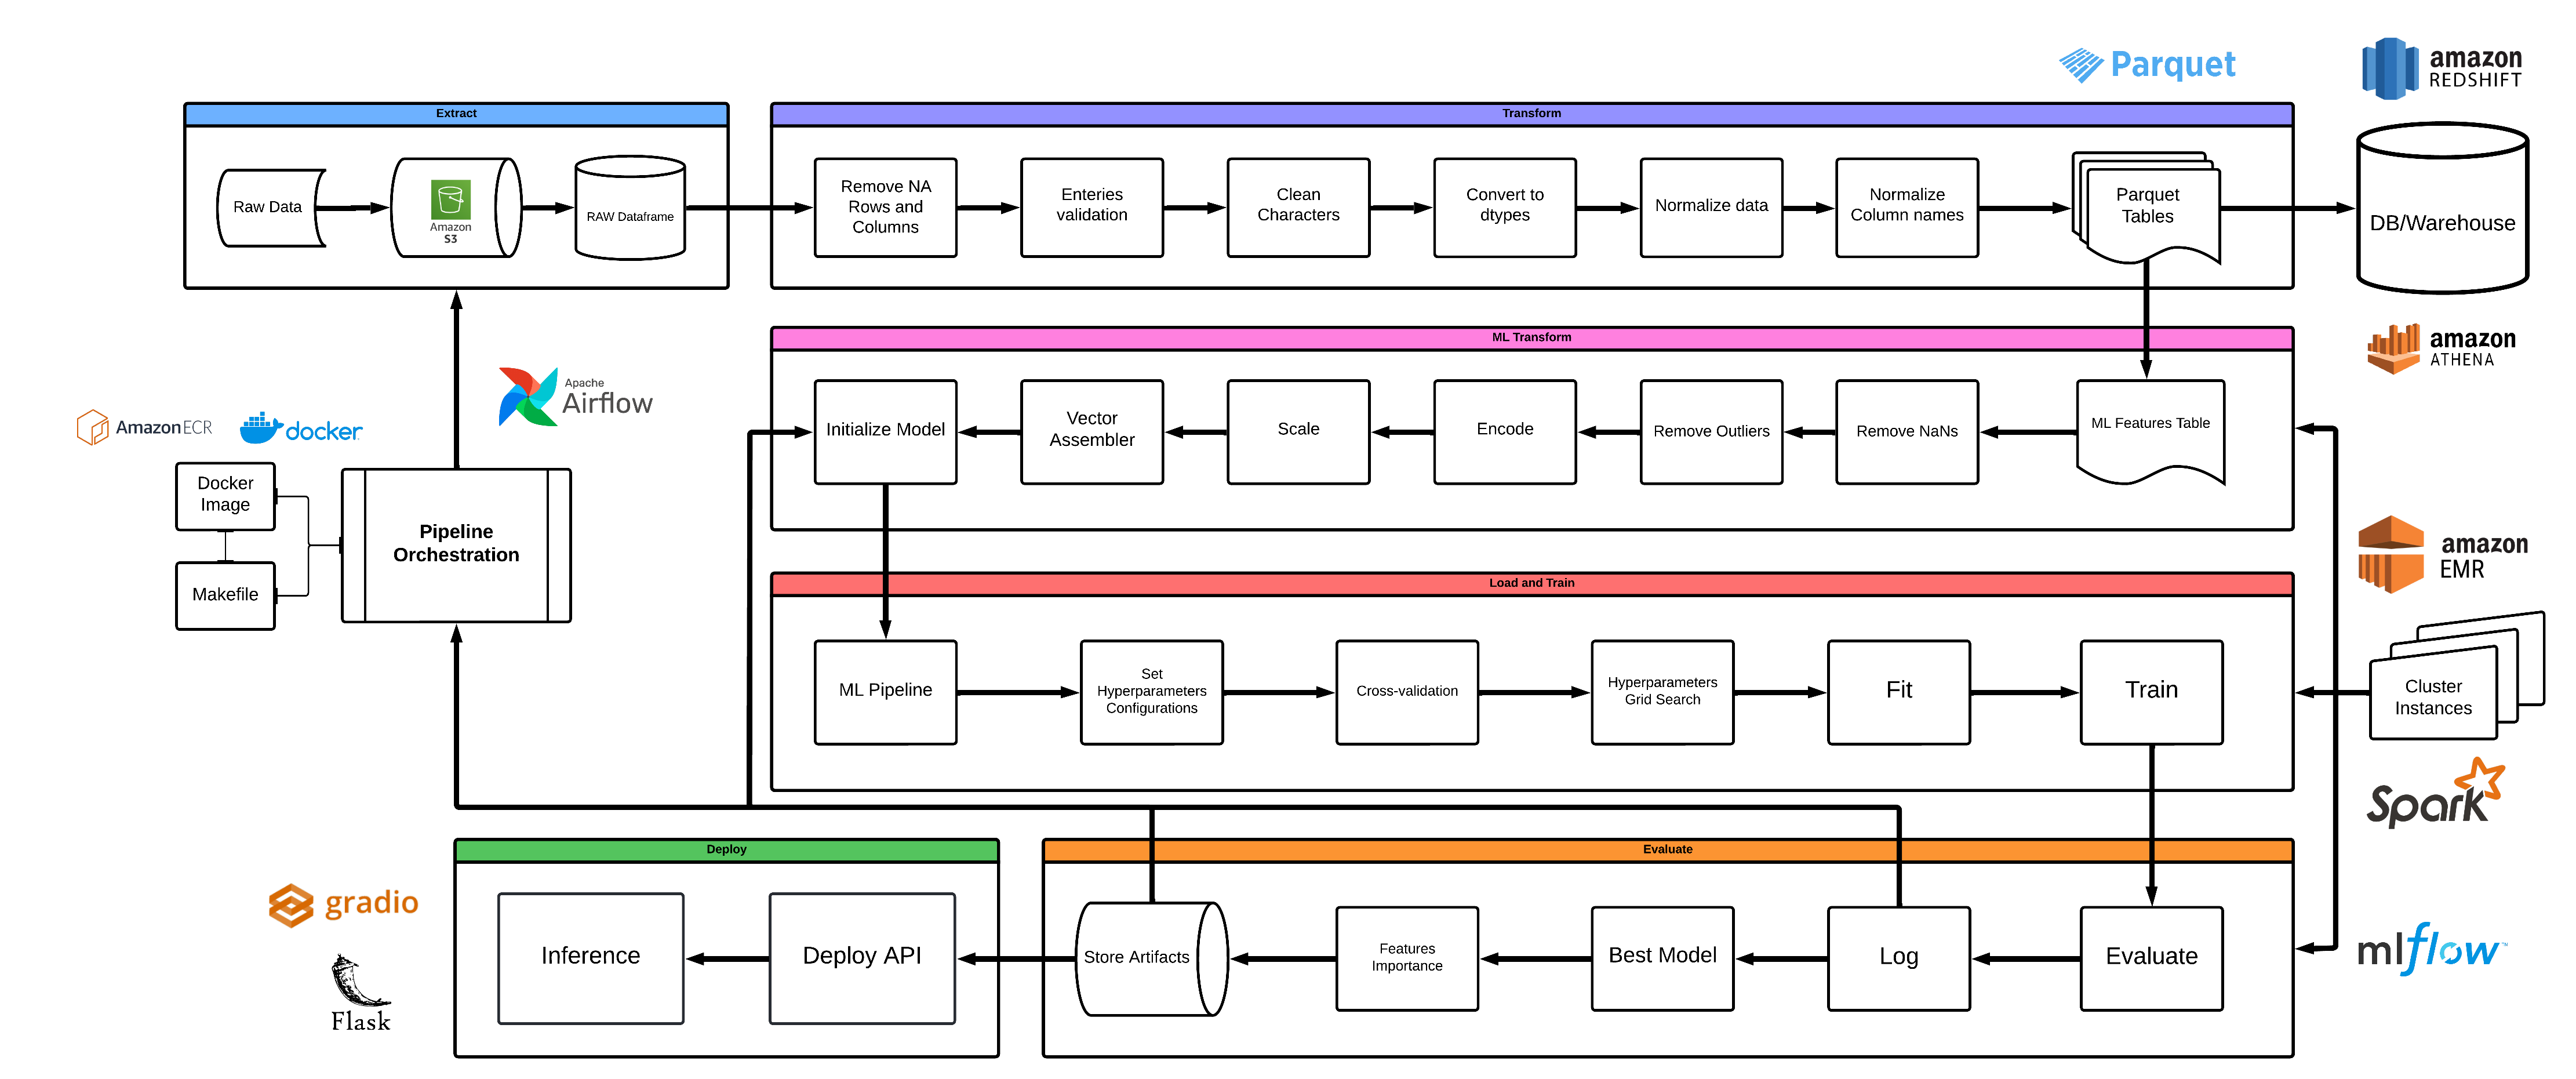 Parquet
amazon
REDSHIFT
Extract
Raw Data
Amazon
S3
RAW Dataframe
Transform
Remove NA
Rows and
Columns
Enteries
validation
Clean
Characters
Convert to
dtypes
Normalize data
Normalize
Column names
Parquet
Tables
DB/Warehouse
amazon
ATHENA
ML Transform
Initialize Model
Vector
Assembler
Scale
Encode
Remove Outliers
Remove NaNs
ML Features Table
Apache
Airflow
Amazon ECR
docker
Docker
Image
Makefile
Pipeline
Orchestration
amazon
EMR
Load and Train
ML Pipeline
Set
Hyperparameters
Configurations
Cross-validation
Hyperparameters
Grid Search
Fit
Train
Cluster
Instances
Spark
Deploy
Inference
Deploy API
Evaluate
Store Artifacts
Features
Importance
Best Model
Log
Evaluate
gradio
Flask
mlflow™